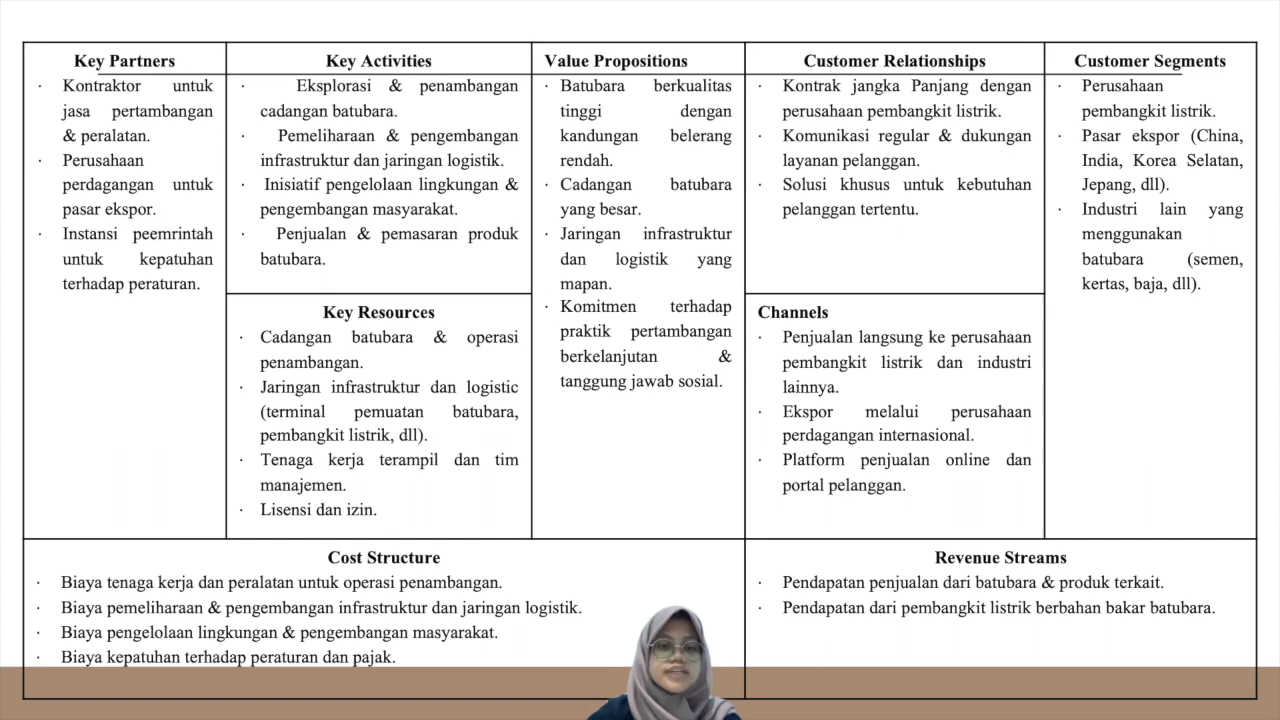 Key Partners
· Kontraktor untuk
jasa pertambangan
& peralatan.
· Perusahaan
perdagangan untuk
pasar ekspor.
· Instansi peemrintah
untuk kepatuhan
terhadap peraturan.
Key Activities
· Eksplorasi & penambangan
cadangan batubara.
· Pemeliharaan & pengembangan
infrastruktur dan jaringan logistik.
· Inisiatif pengelolaan lingkungan &
pengembangan masyarakat.
· Penjualan & pemasaran produk
batubara.
Key Resources
· Cadangan batubara & operasi
penambangan.
· Jaringan infrastruktur dan logistic
(terminal pemuatan batubara,
pembangkit listrik, dll).
· Tenaga kerja terampil dan tim
manajemen.
· Lisensi dan izin.
Value Propositions
· Batubara berkualitas
tinggi dengan
kandungan belerang
rendah.
· Cadangan batubara
yang besar.
· Jaringan infrastruktur
dan logistik yang
mapan.
· Komitmen terhadap
praktik pertambangan
berkelanjutan &
tanggung jawab sosial.
Customer Relationships
· Kontrak jangka Panjang dengan
perusahaan pembangkit listrik.
· Komunikasi regular & dukungan
layanan pelanggan.
· Solusi khusus untuk kebutuhan
pelanggan tertentu.
Channels
· Penjualan langsung ke perusahaan
pembangkit listrik dan industri
lainnya.
· Ekspor melalui perusahaan
perdagangan internasional.
· Platform penjualan online dan
portal pelanggan.
Customer Segments
· Perusahaan
pembangkit listrik.
· Pasar ekspor (China,
India, Korea Selatan,
Jepang, dll).
· Industri lain yang
menggunakan
batubara (semen,
kertas, baja, dll).
Cost Structure
· Biaya tenaga kerja dan peralatan untuk operasi penambangan.
· Biaya pemeliharaan & pengembangan infrastruktur dan jaringan logistik.
· Biaya pengelolaan lingkungan & pengembangan masyarakat.
· Biaya kepatuhan terhadap peraturan dan pajak.
Revenue Streams
· Pendapatan penjualan dari batubara & produk terkait.
· Pendapatan dari pembangkit listrik berbahan bakar batubara.